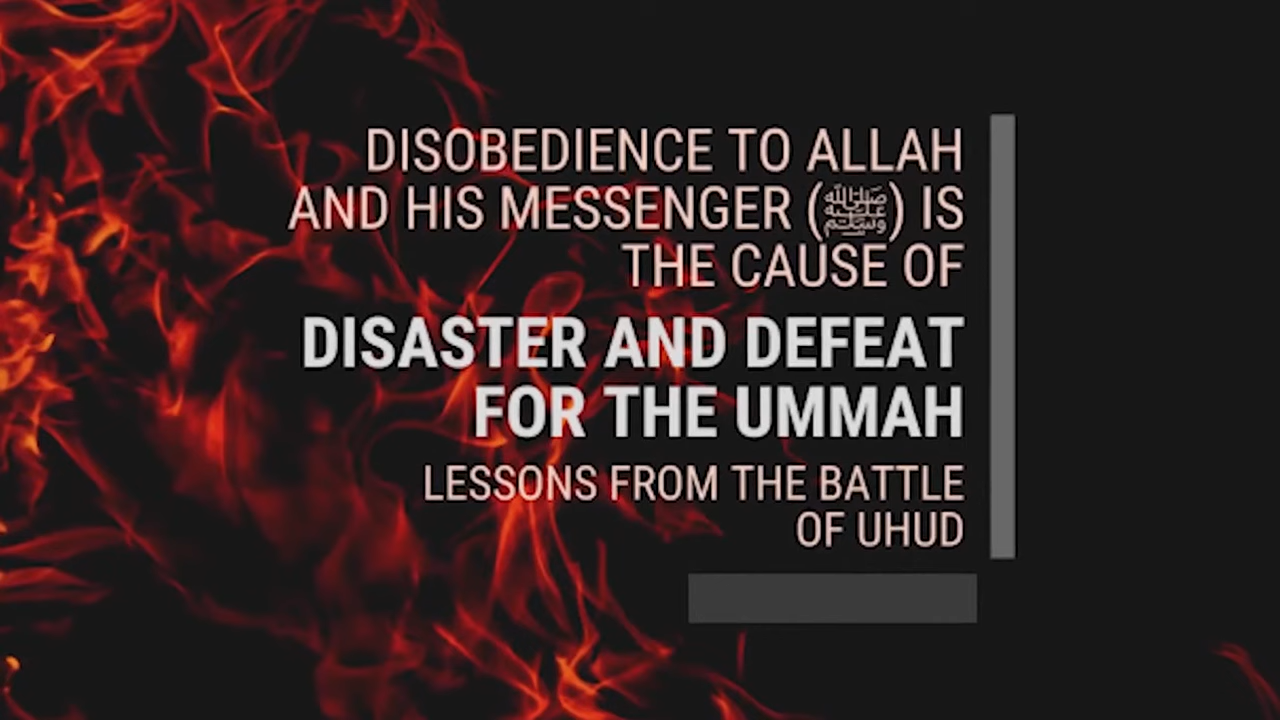 DISOBEDIENCE TO ALLAH
AND HIS MESSENGER (ﷺ) IS
THE CAUSE OF
DISASTER AND DEFEAT
FOR THE UMMAH
LESSONS FROM THE BATTLE
OF UHUD